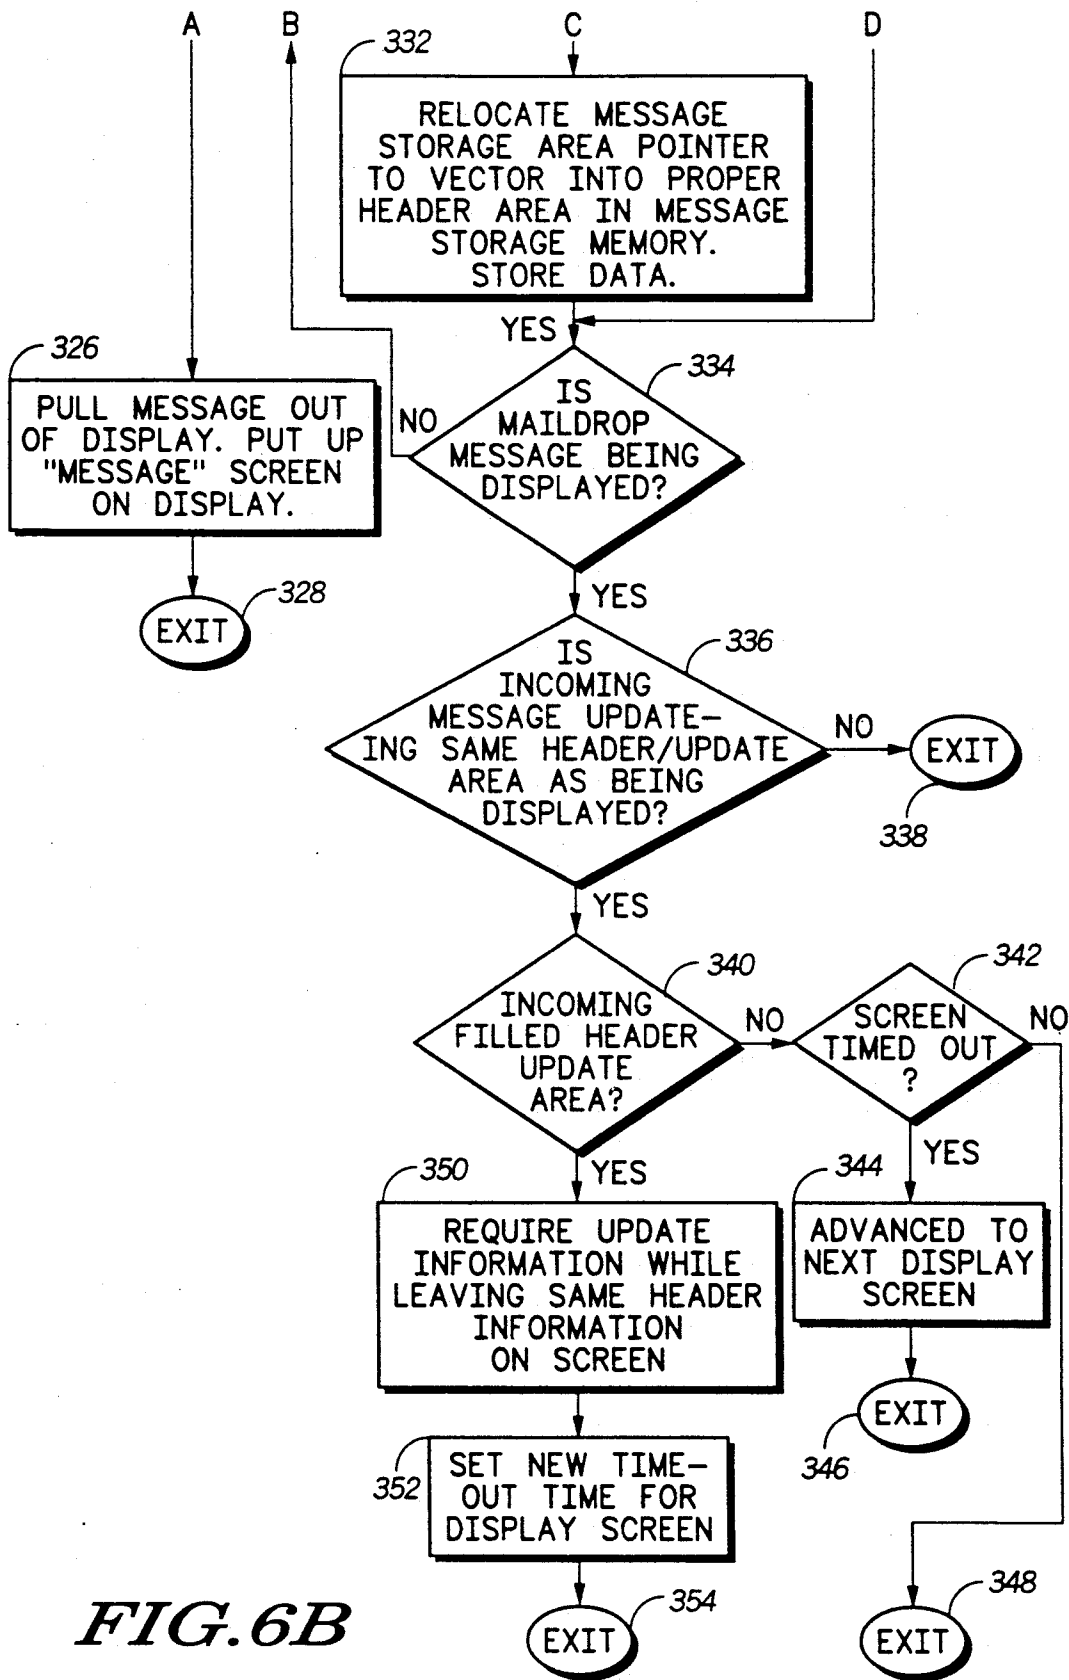 A
B
C
D
332
RELOCATE MESSAGE
STORAGE AREA POINTER
TO VECTOR INTO PROPER
HEADER AREA IN MESSAGE
STORAGE MEMORY.
STORE DATA.
YES
326
PULL MESSAGE OUT
OF DISPLAY. PUT UP
"MESSAGE" SCREEN
ON DISPLAY.
NO
334
IS
MAILDROP
MESSAGE BEING
DISPLAYED?
328
EXIT
YES
336
IS
INCOMING
MESSAGE UPDATE-
ING SAME HEADER/UPDATE
AREA AS BEING
DISPLAYED?
NO
EXIT
338
YES
340
INCOMING
FILLED HEADER
UPDATE
AREA?
NO
342
SCREEN
TIMED OUT
?
NO
YES
YES
350
REQUIRE UPDATE
INFORMATION WHILE
LEAVING SAME HEADER
INFORMATION
ON SCREEN
344
ADVANCED TO
NEXT DISPLAY
SCREEN
EXIT
346
352
SET NEW TIME-
OUT TIME FOR
DISPLAY SCREEN
354
EXIT
348
EXIT
FIG.6B